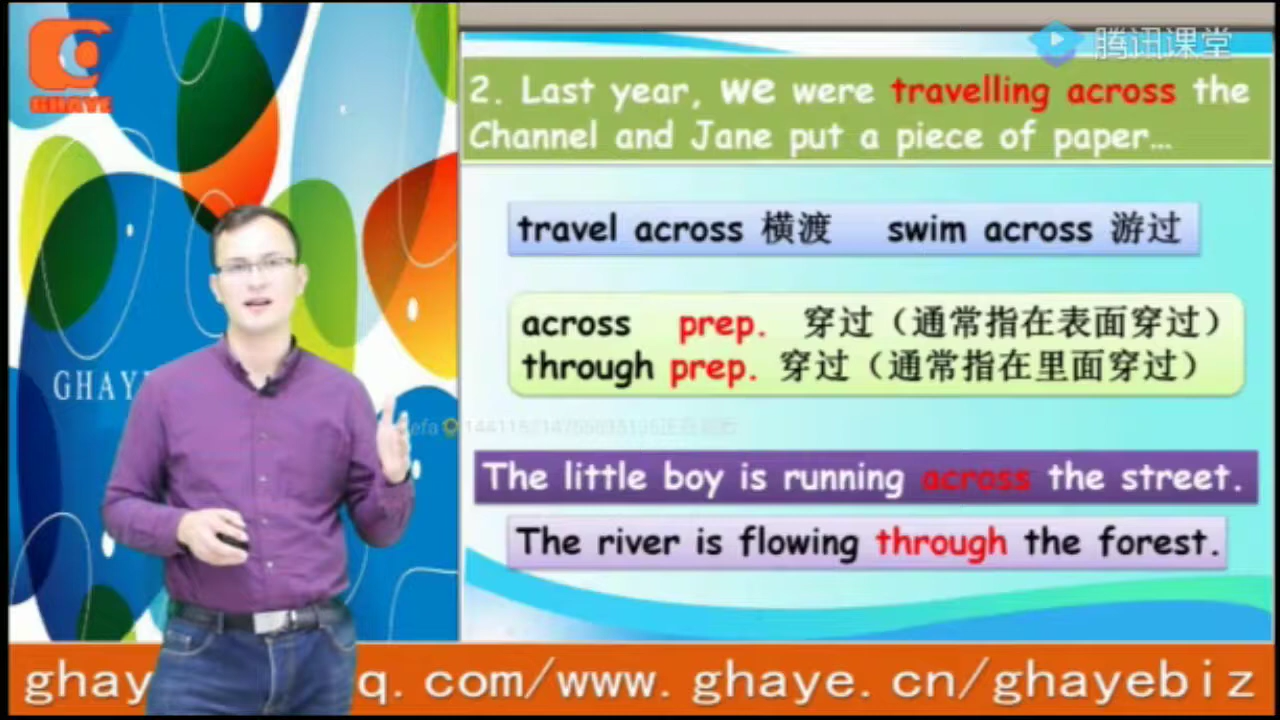 GHAYE
腾讯课堂
2. Last year, we were travelling across the
Channel and Jane put a piece of paper…
travel across 横渡 swim across 游过
across prep. 穿过（通常指在表面穿过）
through prep. 穿过（通常指在里面穿过）
GHAYE
The little boy is running across the street.
The river is flowing through the forest.
ghay q.com/www.ghaye.cn/ghayebiz